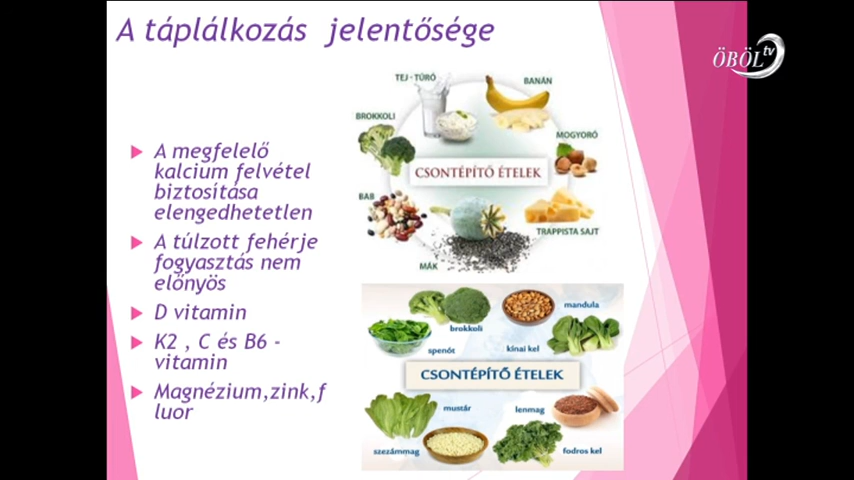 A táplálkozás jelentősége
ÖBÖL tv
A megfelelő
kalcium felvétel
biztosítása
elengedhetetlen
A túlzott fehérje
fogyasztás nem
előnyös
D vitamin
K2 , C és B6 -
vitamin
Magnézium,zink,f
luor
TEJ - TÚRÓ
BANÁN
BROKKOLI
MOGYORÓ
CSONTÉPÍTŐ ÉTELEK
BAB
TRAPPISTA SAJT
MÁK
brokkoli
mandula
spenót
kínai kel
CSONTÉPÍTŐ ÉTELEK
mustár
lenmag
szezámmag
fodros kel